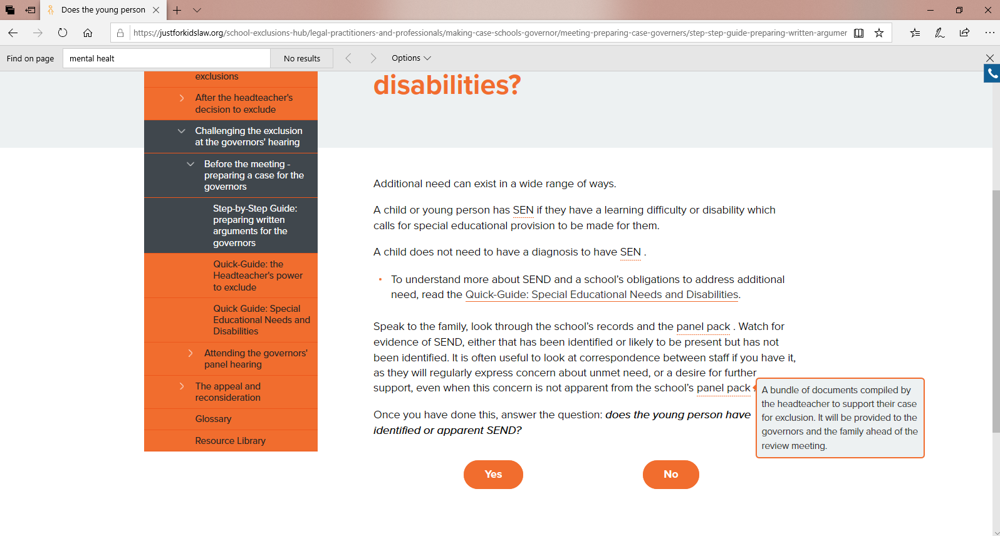 Does the young person
https://justforkidslaw.org/school-exclusions-hub/legal-practitioners-and-professionals/making-case-schools-governor/meeting-preparing-case-governers/step-step-guide-preparing-written-argumer
Find on page
mental healt
No results
Options
exclusions
After the headteacher's
decision to exclude
Challenging the exclusion
at the governors' hearing
Before the meeting -
preparing a case for the
governors
Step-by-Step Guide:
preparing written
arguments for the
governors
Quick-Guide: the
Headteacher's power
to exclude
Quick Guide: Special
Educational Needs and
Disabilities
Attending the governors'
panel hearing
The appeal and
reconsideration
Glossary
Resource Library
disabilities?
Additional need can exist in a wide range of ways.
A child or young person has SEN if they have a learning difficulty or disability which
calls for special educational provision to be made for them.
A child does not need to have a diagnosis to have SEN .
• To understand more about SEND and a school's obligations to address additional
need, read the Quick-Guide: Special Educational Needs and Disabilities.
Speak to the family, look through the school's records and the panel pack . Watch for
evidence of SEND, either that has been identified or likely to be present but has not
been identified. It is often useful to look at correspondence between staff if you have it,
as they will regularly express concern about unmet need, or a desire for further
support, even when this concern is not apparent from the school's panel pack
A bundle of documents compiled by
the headteacher to support their case
for exclusion. It will be provided to the
governors and the family ahead of the
review meeting.
Once you have done this, answer the question: does the young person have
identified or apparent SEND?
Yes
No